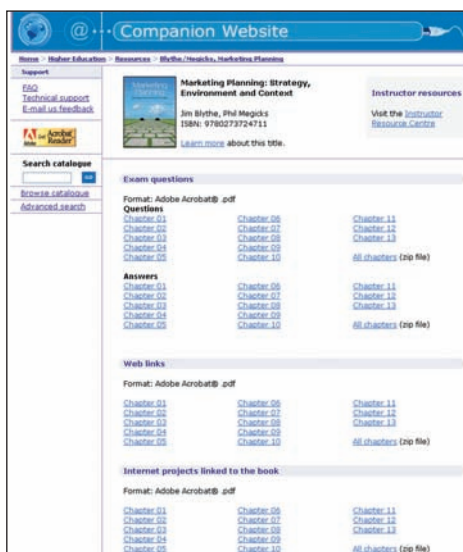 @ Companion Website
Home > Higher Education > Resources > Blythe/Megicks, Marketing Planning
Support
FAQ
Technical support
E-mail us feedback
Get Acrobat Reader
Adobe
Search catalogue
GO
Browse catalogue
Advanced search
Marketing Planning
Marketing Planning: Strategy,
Environment and Context
Jim Blythe, Phil Megicks
ISBN: 9780273724711
Learn more about this title.
Instructor resources
Visit the Instructor
Resource Centre
Exam questions
Format: Adobe Acrobat® .pdf
Questions
Chapter 01 Chapter 06 Chapter 11
Chapter 02 Chapter 07 Chapter 12
Chapter 03 Chapter 08 Chapter 13
Chapter 04 Chapter 09
Chapter 05 Chapter 10 All chapters (zip file)
Answers
Chapter 01 Chapter 06 Chapter 11
Chapter 02 Chapter 07 Chapter 12
Chapter 03 Chapter 08 Chapter 13
Chapter 04 Chapter 09
Chapter 05 Chapter 10 All chapters (zip file)
Web links
Format: Adobe Acrobat® .pdf
Chapter 01 Chapter 06 Chapter 11
Chapter 02 Chapter 07 Chapter 12
Chapter 03 Chapter 08 Chapter 13
Chapter 04 Chapter 09
Chapter 05 Chapter 10 All chapters (zip file)
Internet projects linked to the book
Format: Adobe Acrobat® .pdf
Chapter 01 Chapter 06 Chapter 11
Chapter 02 Chapter 07 Chapter 12
Chapter 03 Chapter 08 Chapter 13
Chapter 04 Chapter 09
Chapter 05 Chapter 10 All chapters (zip file)